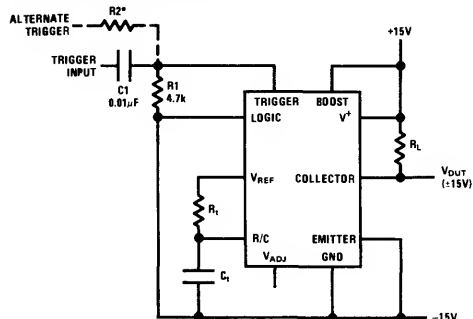 ALTERNATE
TRIGGER
R2*
TRIGGER
INPUT
C1
0.01μF
R1
4.7k
+15V
TRIGGER
BOOST
LOGIC
V+
RL
VREF
COLLECTOR
VOUT
(±15V)
Rt
R/C
EMITTER
VADJ
GND
Ct
−15V